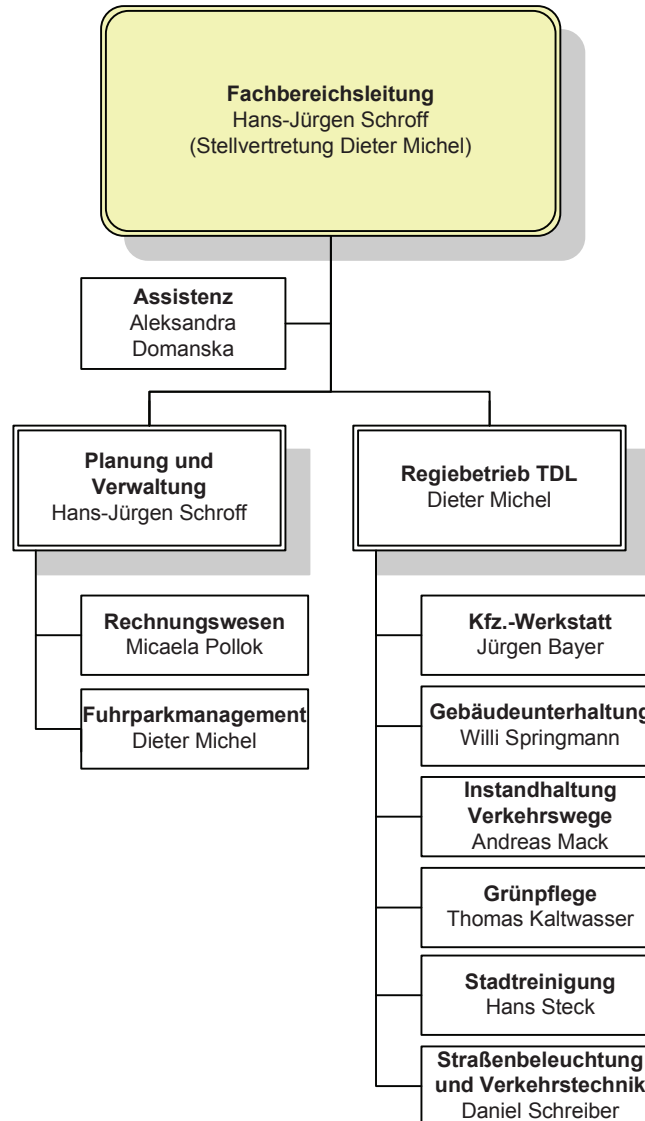 Fachbereichsleitung
Hans-Jürgen Schroff
(Stellvertretung Dieter Michel)
Assistenz
Aleksandra
Domanska
Planung und
Verwaltung
Hans-Jürgen Schroff
Rechnungswesen
Micaela Pollok
Fuhrparkmanagement
Dieter Michel
Regiebetrieb TDL
Dieter Michel
Kfz.-Werkstatt
Jürgen Bayer
Gebäudeunterhaltung
Willi Springmann
Instandhaltung
Verkehrswege
Andreas Mack
Grünpflege
Thomas Kaltwasser
Stadtreinigung
Hans Steck
Straßenbeleuchtung
und Verkehrstechnik
Daniel Schreiber